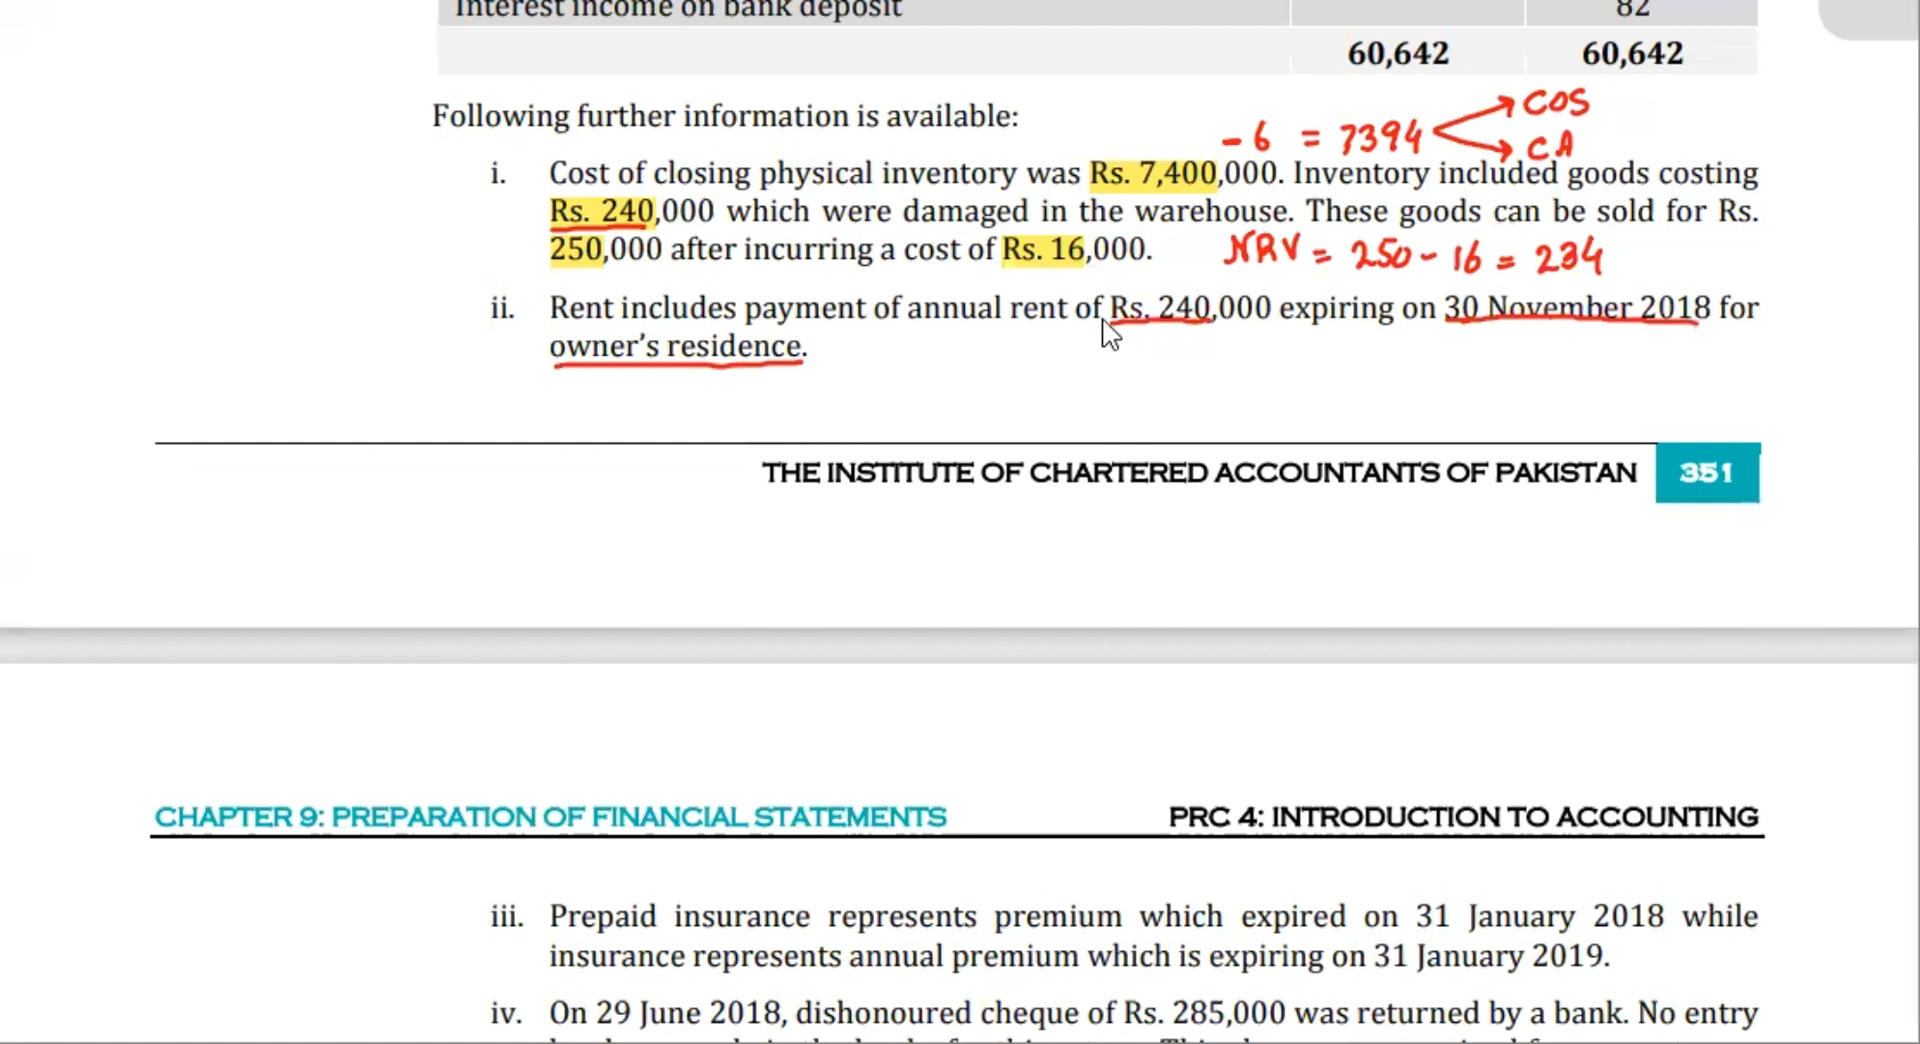 Interest income on bank deposit 82
60,642 60,642
Following further information is available:
- 6 = 7394 COS
CA
i. Cost of closing physical inventory was Rs. 7,400,000. Inventory included goods costing
Rs. 240,000 which were damaged in the warehouse. These goods can be sold for Rs.
250,000 after incurring a cost of Rs. 16,000. NRV = 250 - 16 = 234
ii. Rent includes payment of annual rent of Rs. 240,000 expiring on 30 November 2018 for
owner's residence.
THE INSTITUTE OF CHARTERED ACCOUNTANTS OF PAKISTAN 351
CHAPTER 9: PREPARATION OF FINANCIAL STATEMENTS PRC 4: INTRODUCTION TO ACCOUNTING
iii. Prepaid insurance represents premium which expired on 31 January 2018 while
insurance represents annual premium which is expiring on 31 January 2019.
iv. On 29 June 2018, dishonoured cheque of Rs. 285,000 was returned by a bank. No entry